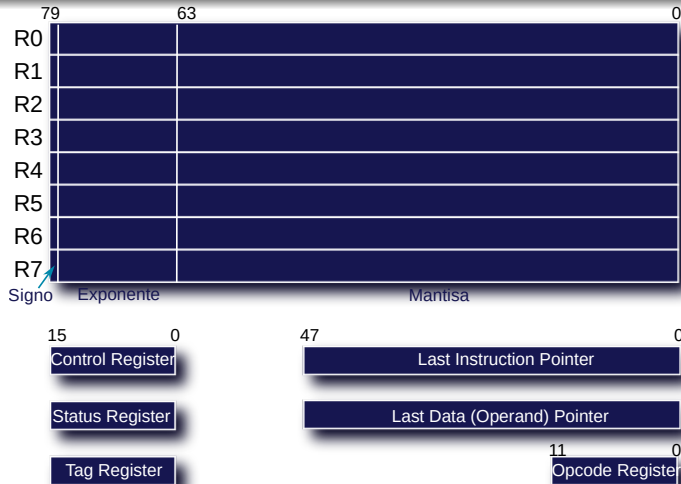 79 63 0
R0
R1
R2
R3
R4
R5
R6
R7
Signo Exponente Mantisa
15 0 47 0
Control Register Last Instruction Pointer
Status Register Last Data (Operand) Pointer
11 0
Tag Register Opcode Register